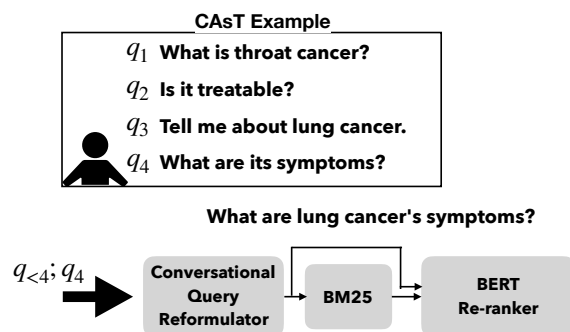 CAsT Example
q1 What is throat cancer?
q2 Is it treatable?
q3 Tell me about lung cancer.
q4 What are its symptoms?
What are lung cancer's symptoms?
q<4; q4
Conversational
Query
Reformulator
BM25
BERT
Re-ranker